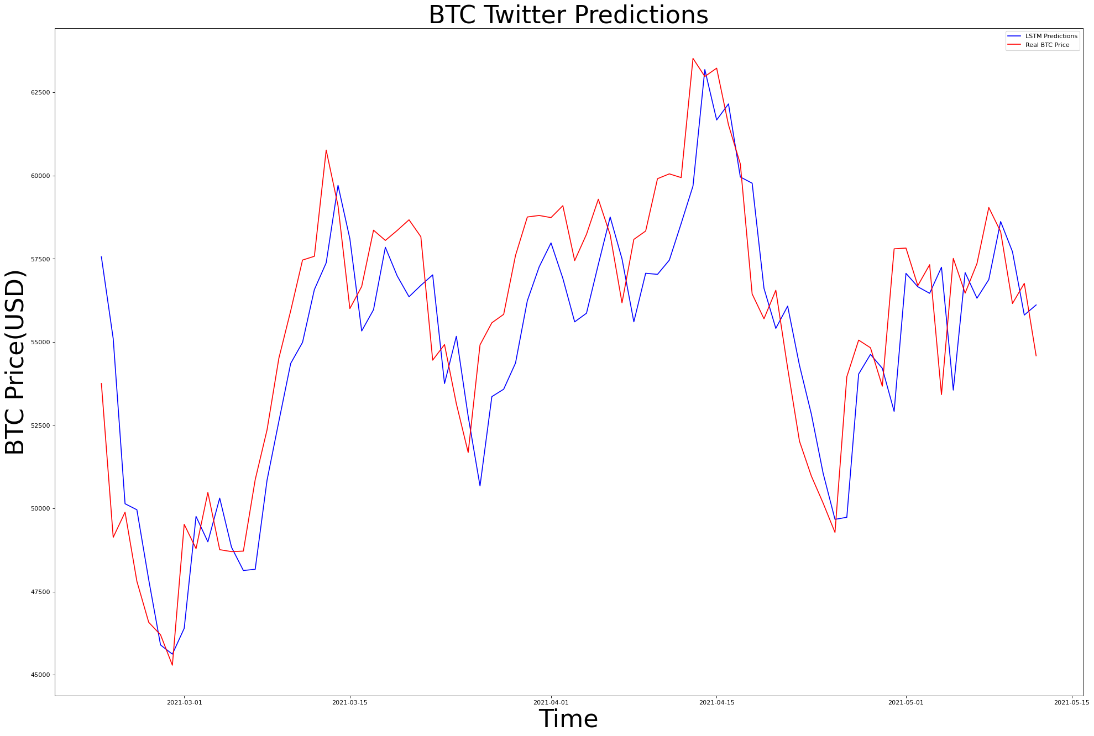 BTC Twitter Predictions
LSTM Predictions
Real BTC Price
BTC Price(USD)
62500
60000
57500
55000
52500
50000
47500
45000
2021-03-01
2021-03-15
2021-04-01
2021-04-15
2021-05-01
2021-05-15
Time